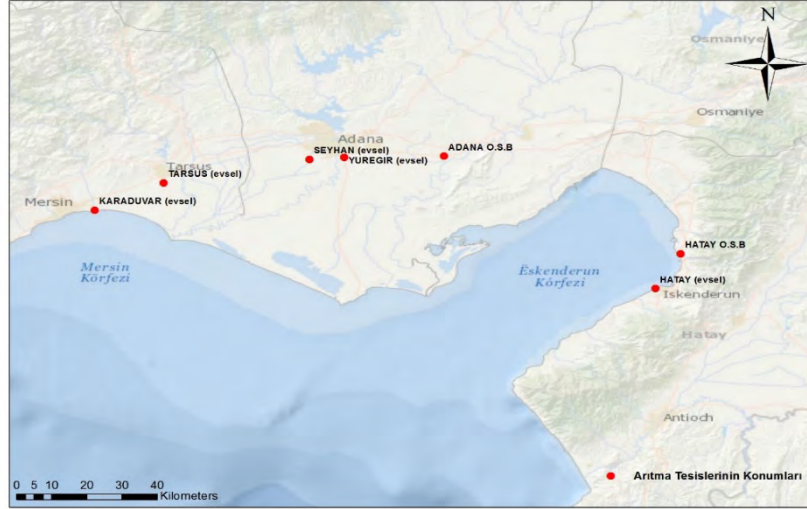 N
Osmaniye
Osmaniye
Adana
SEYHAN (evsel)
YUREGIR (evsel)
ADANA O.S.B
Tarsus
TARSUS (evsel)
Mersin
KARADUVAR (evsel)
HATAY O.S.B
Mersin
Körfezi
Ëskenderun
Körfezi
HATAY (evsel)
Iskenderun
Hatay
Antioch
Arıtma Tesislerinin Konumları
0 5 10 20 30 40
Kilometers